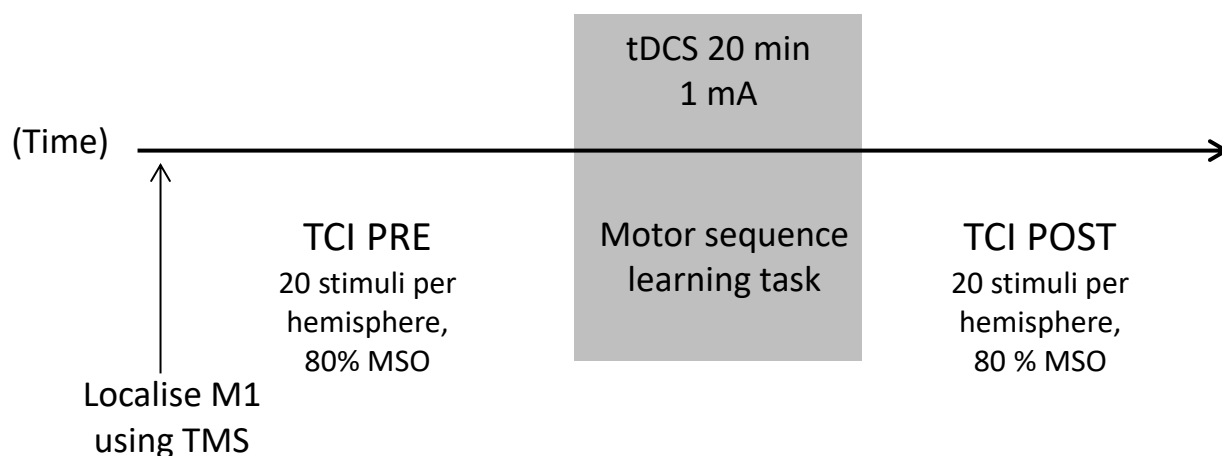 tDCS 20 min
1 mA
(Time)
TCI PRE
20 stimuli per
hemisphere,
80% MSO
Motor sequence
learning task
TCI POST
20 stimuli per
hemisphere,
80 % MSO
Localise M1
using TMS